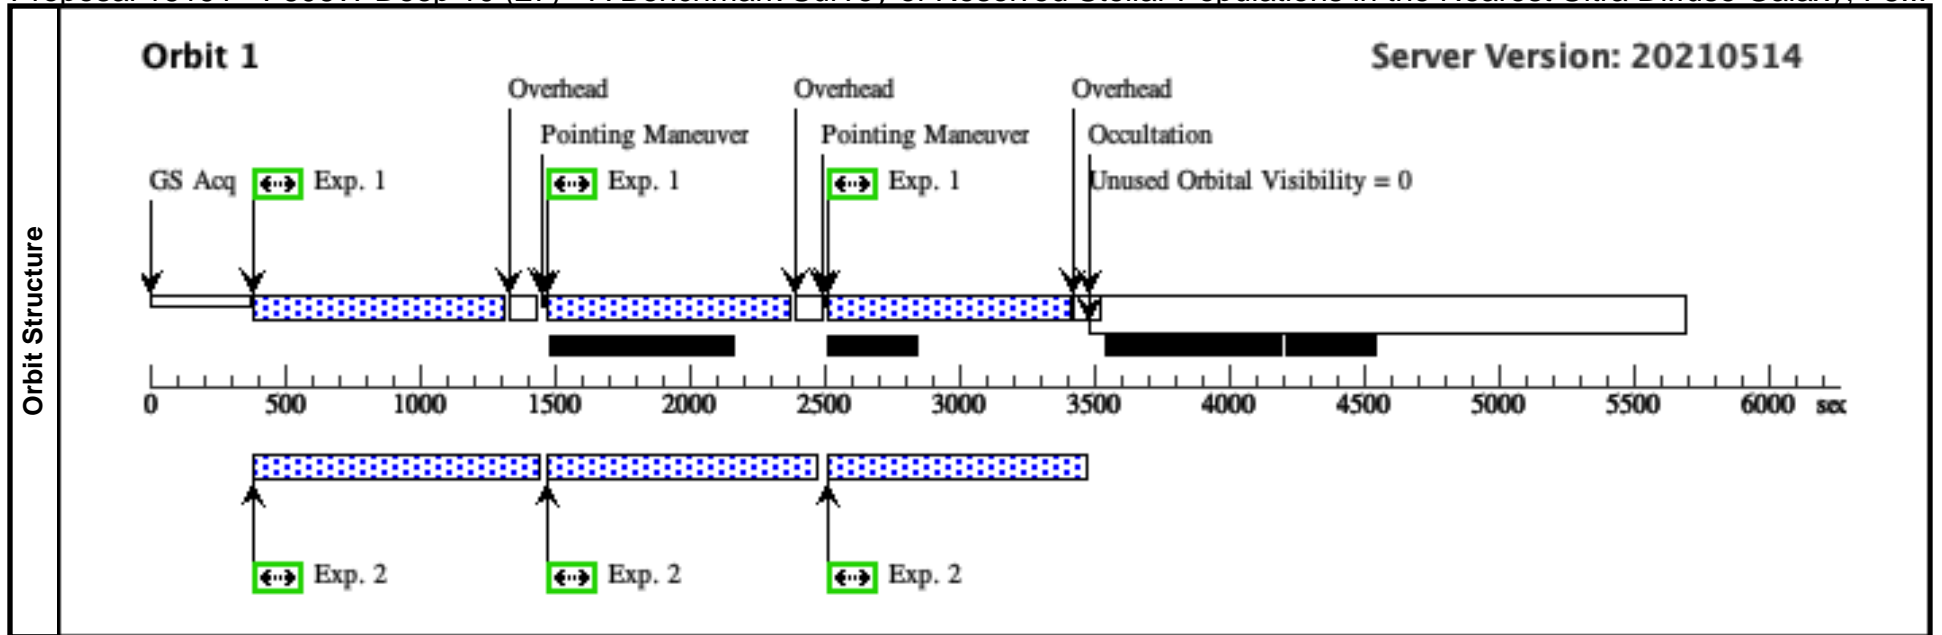 Orbit Structure
Orbit 1
Server Version: 20210514
Overhead
Overhead
Overhead
Pointing Maneuver
Pointing Maneuver
Occultation
GS Acq
Exp. 1
Exp. 1
Exp. 1
Unused Orbital Visibility = 0
0 500 1000 1500 2000 2500 3000 3500 4000 4500 5000 5500 6000 sec
Exp. 2
Exp. 2
Exp. 2